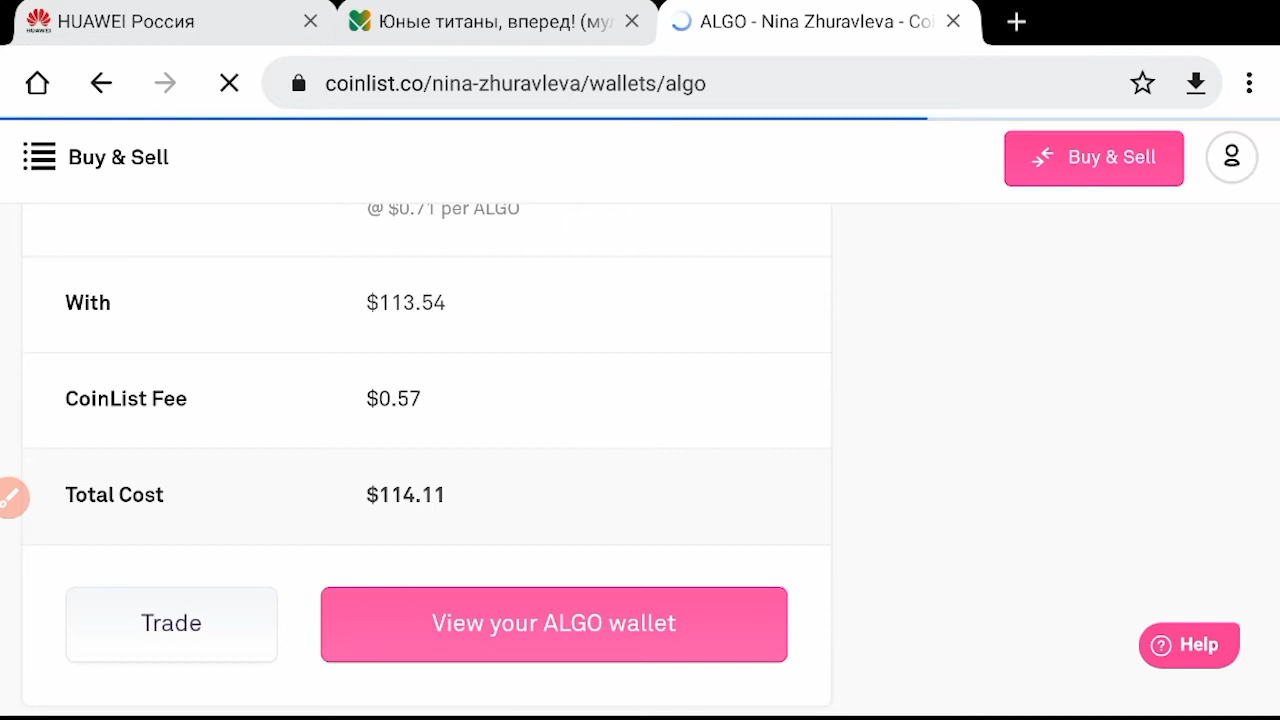 HUAWEI Россия
Юные титаны, вперед! (му
ALGO - Nina Zhuravleva - Coi
HUAWEI
coinlist.co/nina-zhuravleva/wallets/algo
Buy & Sell
Buy & Sell
@ $0.71 per ALGO
With $113.54
CoinList Fee $0.57
Total Cost $114.11
Trade
View your ALGO wallet
Help